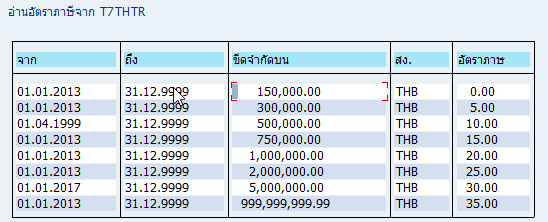 อ่านอัตราภาษีจาก T7THTR
จาก ถึง ขีดจำกัดบน สง. อัตราภาษ
01.01.2013 31.12.9999 150,000.00 THB 0.00
01.01.2013 31.12.9999 300,000.00 THB 5.00
01.04.1999 31.12.9999 500,000.00 THB 10.00
01.01.2013 31.12.9999 750,000.00 THB 15.00
01.01.2013 31.12.9999 1,000,000.00 THB 20.00
01.01.2013 31.12.9999 2,000,000.00 THB 25.00
01.01.2017 31.12.9999 5,000,000.00 THB 30.00
01.01.2013 31.12.9999 999,999,999.99 THB 35.00